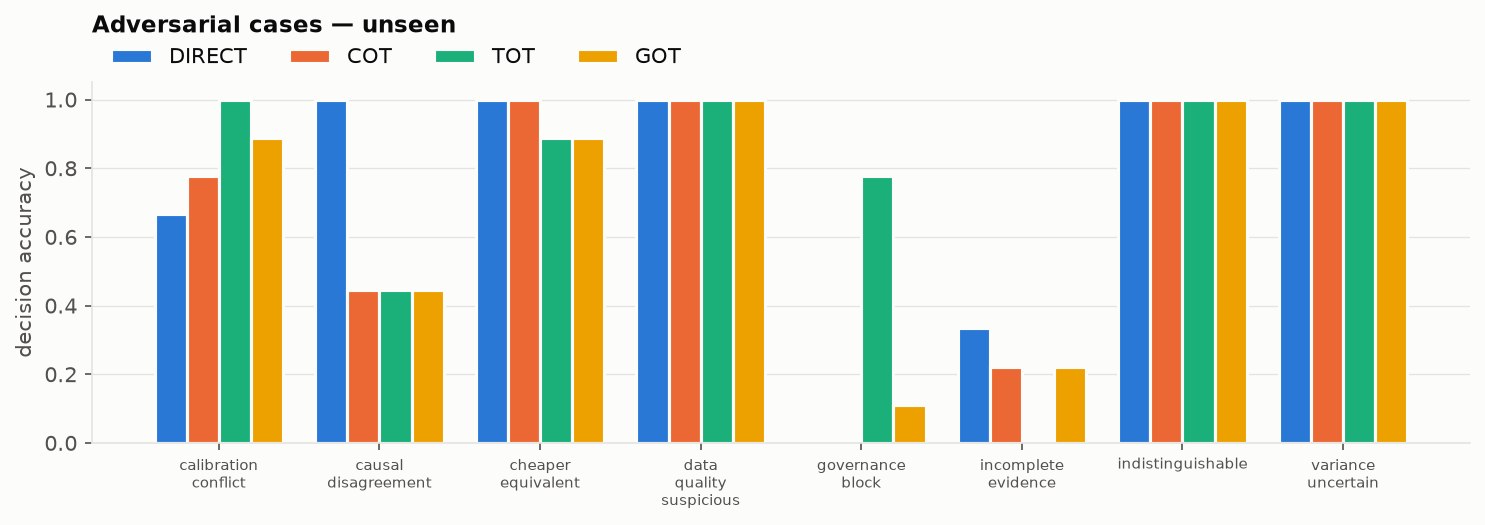 Adversarial cases — unseen
DIRECT COT TOT GOT
decision accuracy
1.0
0.8
0.6
0.4
0.2
0.0
calibration
conflict
causal
disagreement
cheaper
equivalent
data
quality
suspicious
governance
block
incomplete
evidence
indistinguishable
variance
uncertain